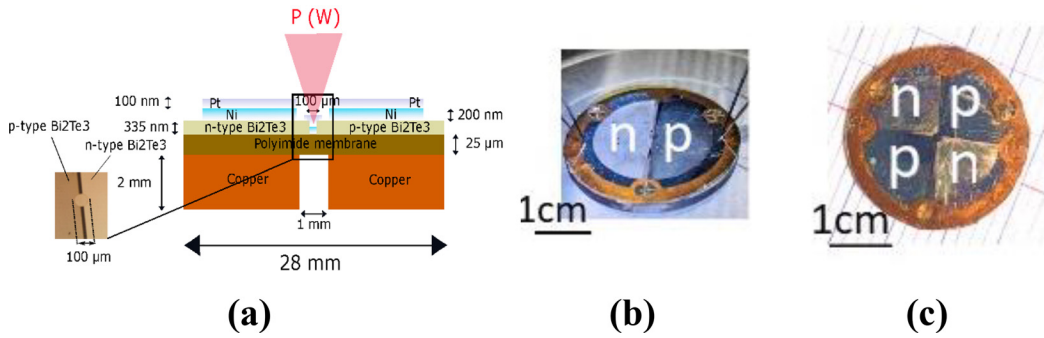 P (W)
100 nm
Pt
100 µm
Pt
Ni
Ni
200 nm
p-type Bi2Te3
335 nm
n-type Bi2Te3
p-type Bi2Te3
n-type Bi2Te3
Polyimide membrane
25 µm
2 mm
Copper
Copper
1 mm
100 µm
28 mm
n p
1cm
n p
p n
1cm
(a)
(b)
(c)